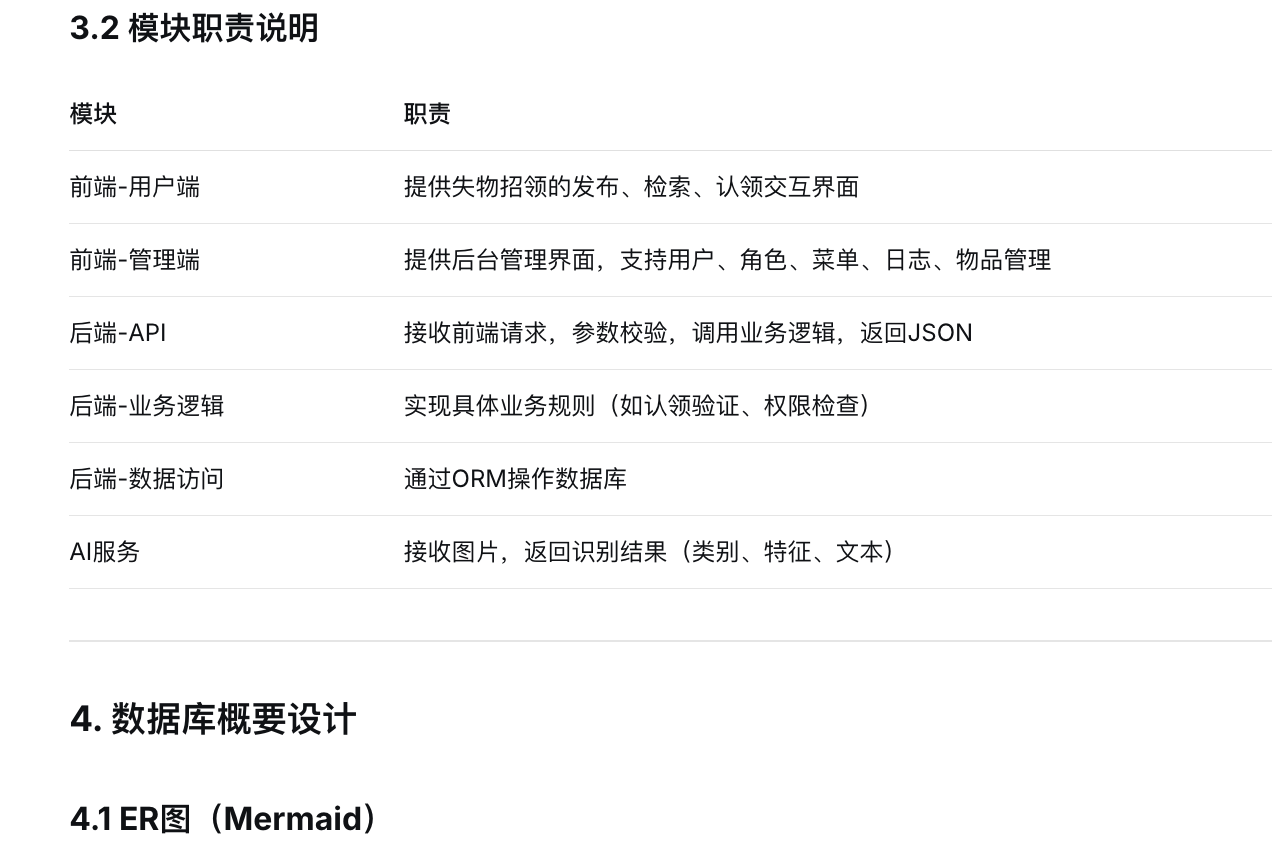 3.2 模块职责说明
模块 职责
前端-用户端 提供失物招领的发布、检索、认领交互界面
前端-管理端 提供后台管理界面，支持用户、角色、菜单、日志、物品管理
后端-API 接收前端请求，参数校验，调用业务逻辑，返回JSON
后端-业务逻辑 实现具体业务规则（如认领验证、权限检查）
后端-数据访问 通过ORM操作数据库
AI服务 接收图片，返回识别结果（类别、特征、文本）
4. 数据库概要设计
4.1 ER图（Mermaid）